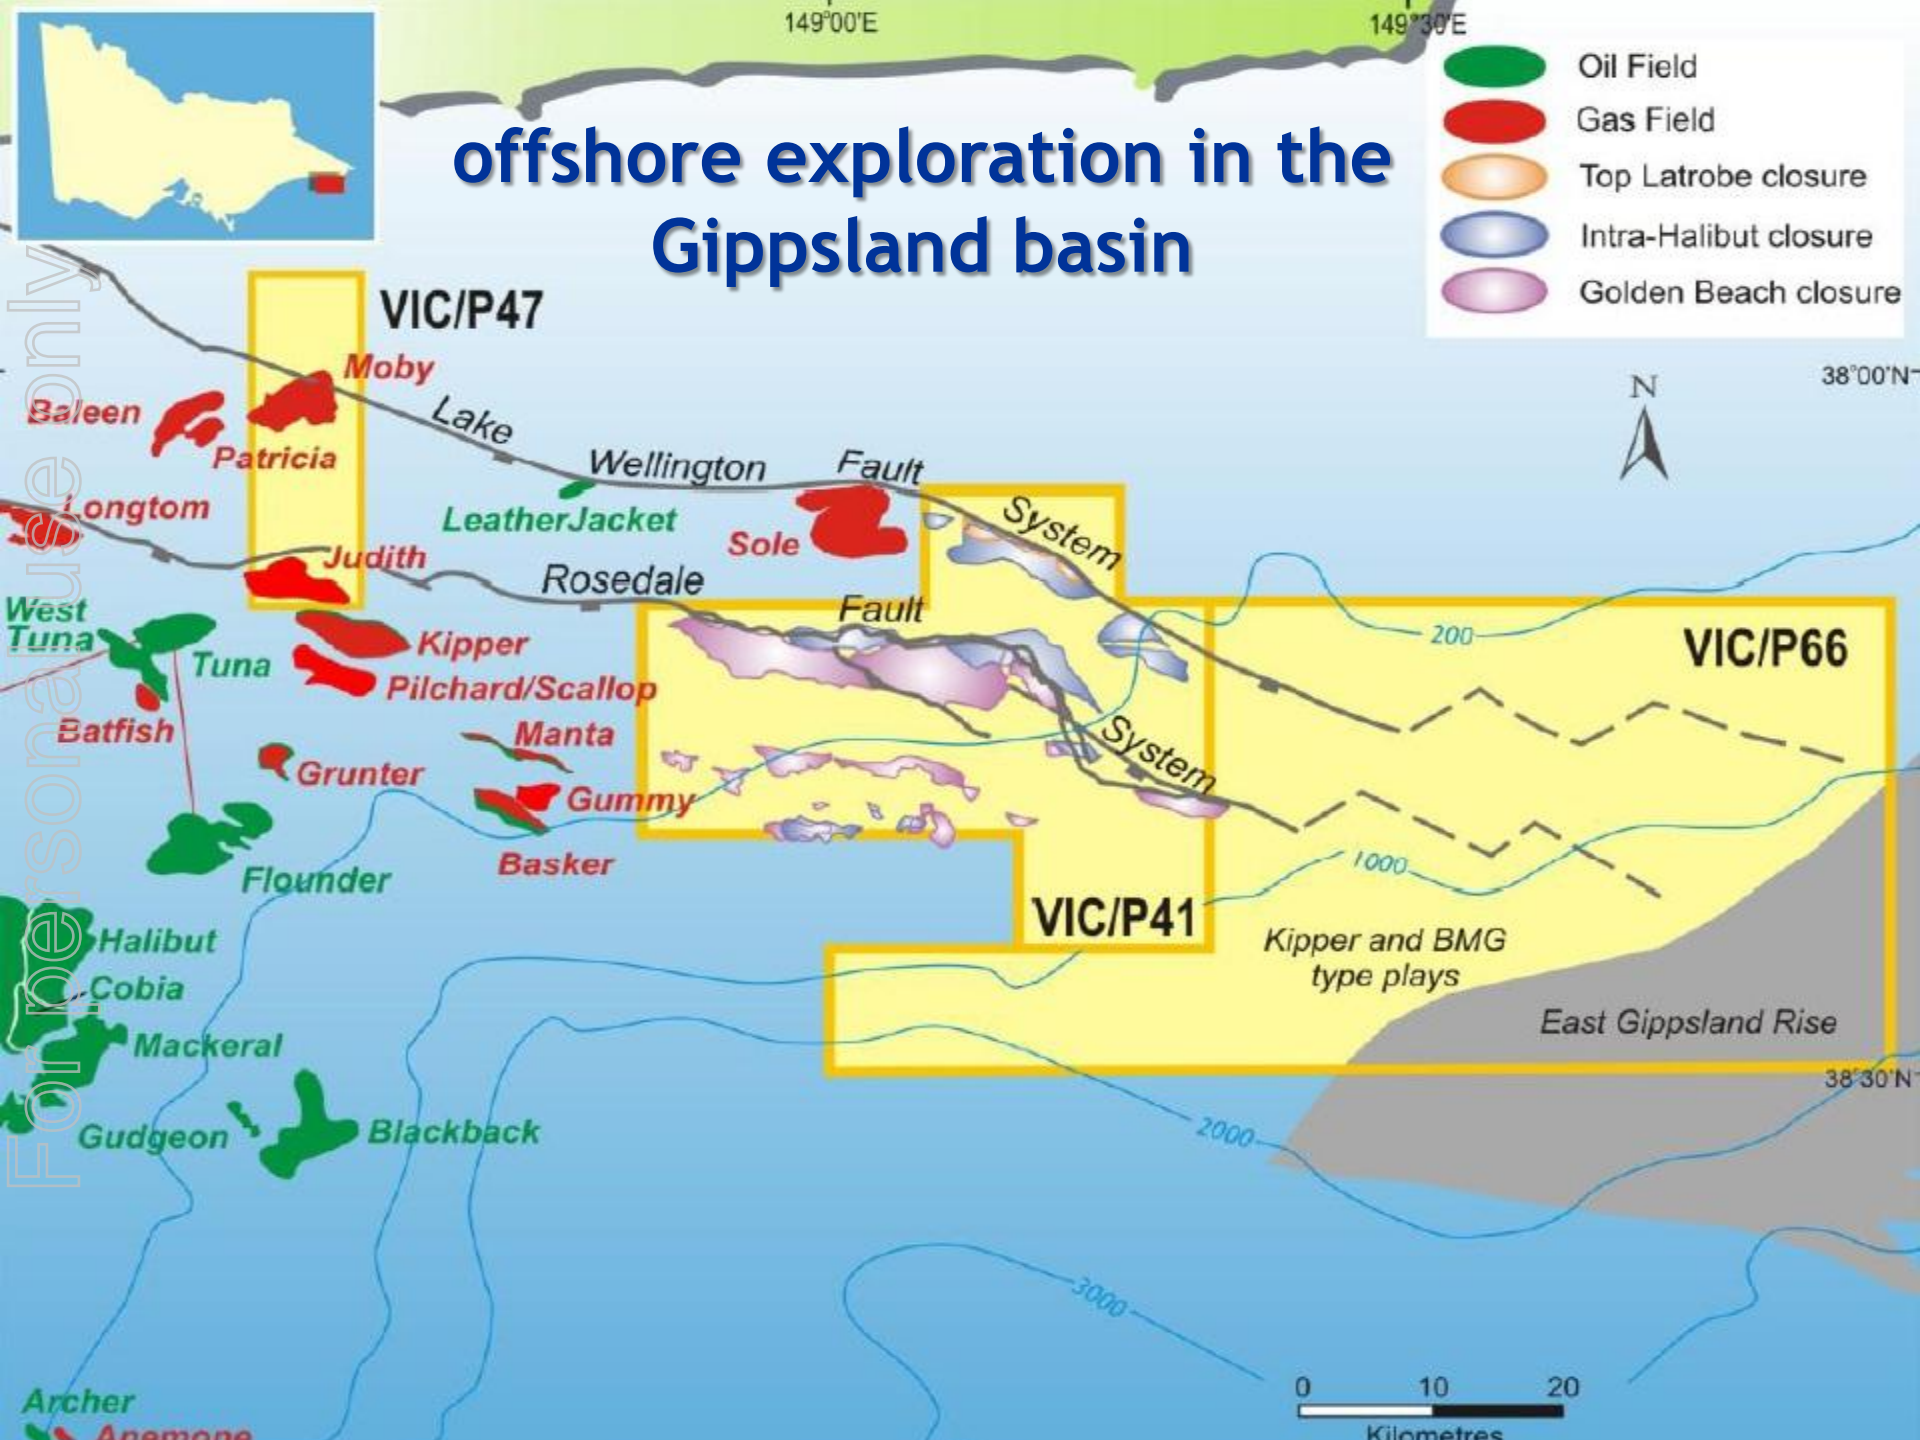 149°00'E
149°30'E
Oil Field
Gas Field
Top Latrobe closure
Intra-Halibut closure
Golden Beach closure
offshore exploration in the
Gippsland basin
VIC/P47
Moby
Baleen
Patricia
Longtom
Lake
Wellington
Fault
System
LeatherJacket
Sole
N
38°00'N
Judith
Rosedale
Fault
System
West
Tuna
Tuna
Kipper
Pilchard/Scallop
Batfish
Manta
Grunter
Gummy
Basker
Flounder
200
VIC/P66
1000
VIC/P41
Kipper and BMG
type plays
East Gippsland Rise
38°30'N
Halibut
Cobia
Mackeral
Gudgeon
Blackback
2000
3000
Archer
Anemone
0 10 20
Kilometres
For personal use only